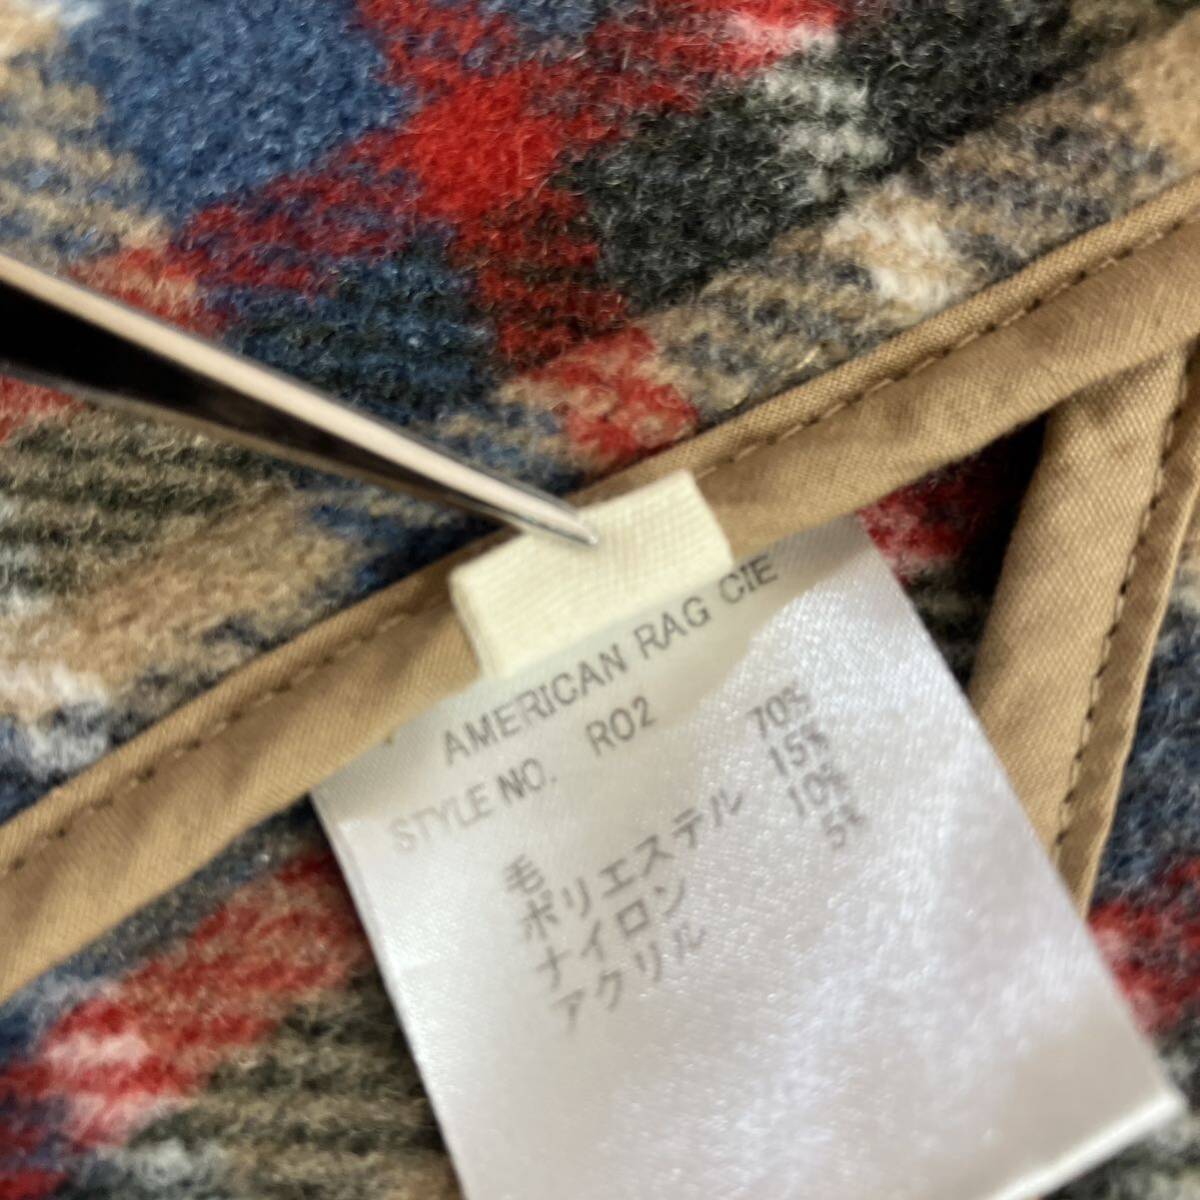 AMERICAN RAG CIE
STYLE NO. R02
毛 70%
ポリエステル 15%
ナイロン 10%
アクリル 5%